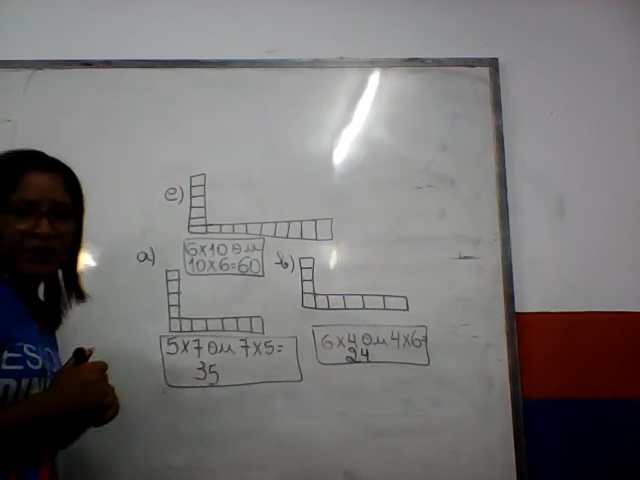 e)
6x10 ou
10x6=60
a)
b)
5x7 ou 7x5=
35
6x4 ou 4x6=
24